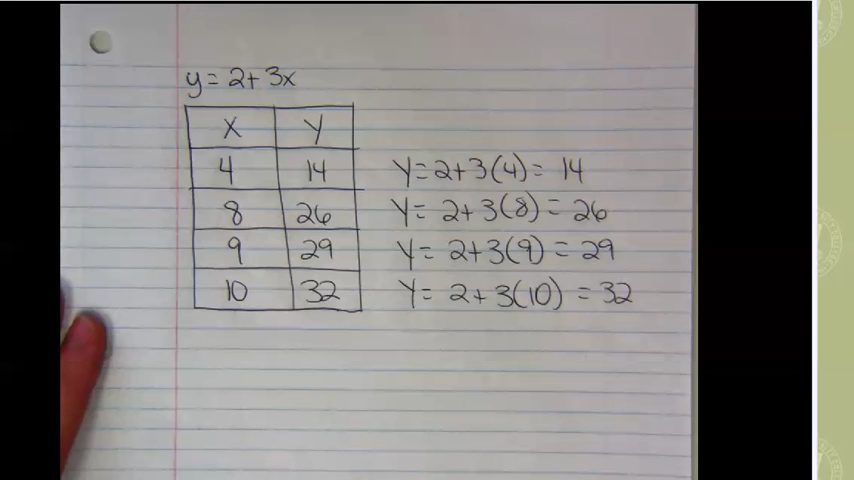 y = 2 + 3x
X Y
4 14 Y = 2 + 3(4) = 14
8 26 Y = 2 + 3(8) = 26
9 29 Y = 2 + 3(9) = 29
10 32 Y = 2 + 3(10) = 32